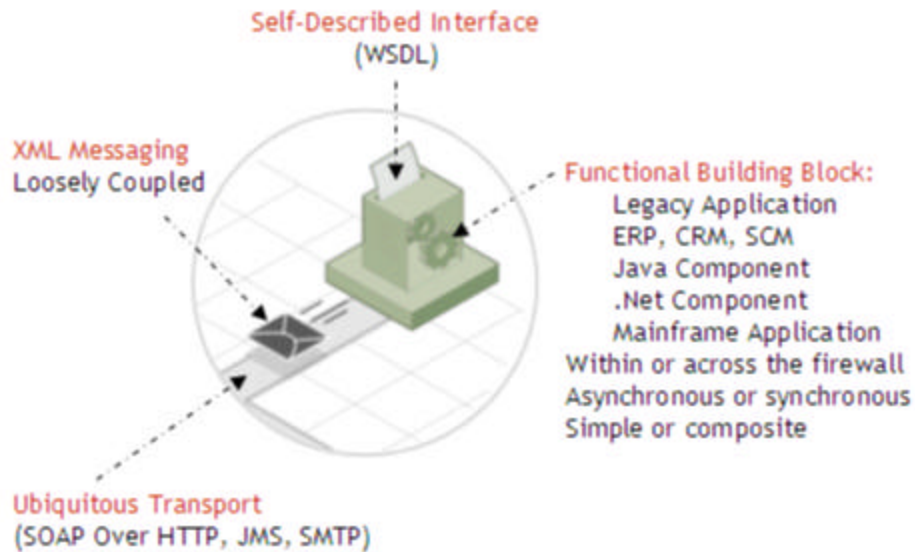 Self-Described Interface
(WSDL)
XML Messaging
Loosely Coupled
Functional Building Block:
Legacy Application
ERP, CRM, SCM
Java Component
.Net Component
Mainframe Application
Within or across the firewall
Asynchronous or synchronous
Simple or composite
Ubiquitous Transport
(SOAP Over HTTP, JMS, SMTP)